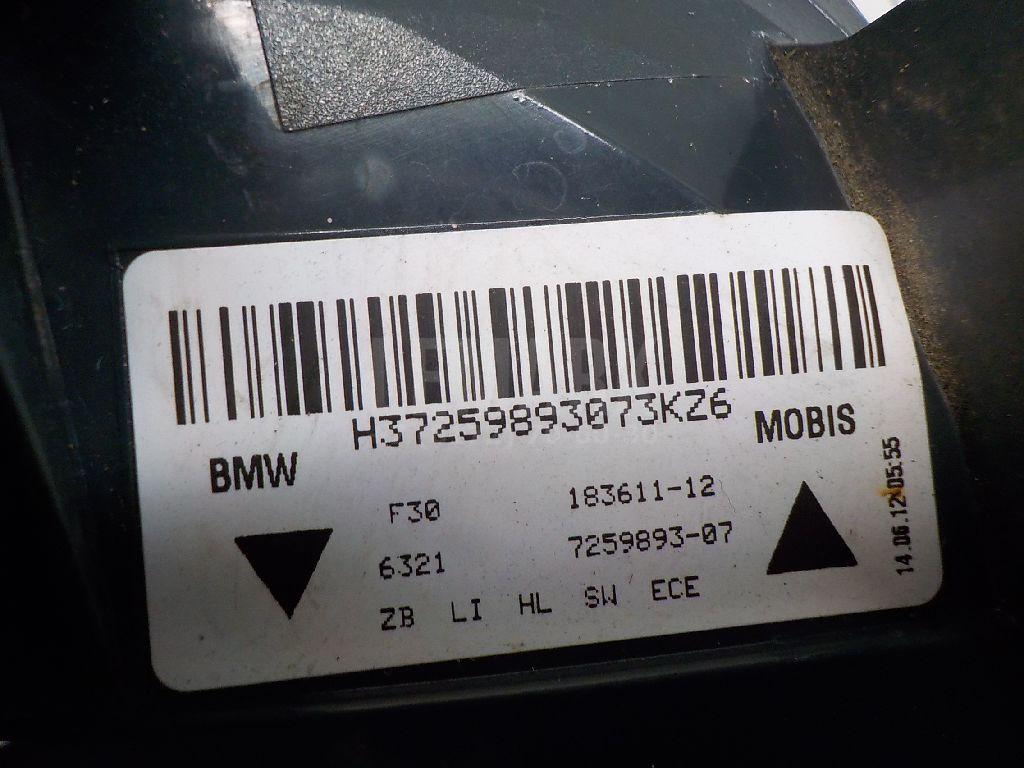 H37259893073KZ6
BMW
MOBIS
F30 183611-12
6321 7259893-07
ZB LI HL SW ECE
14.06.12 05:55